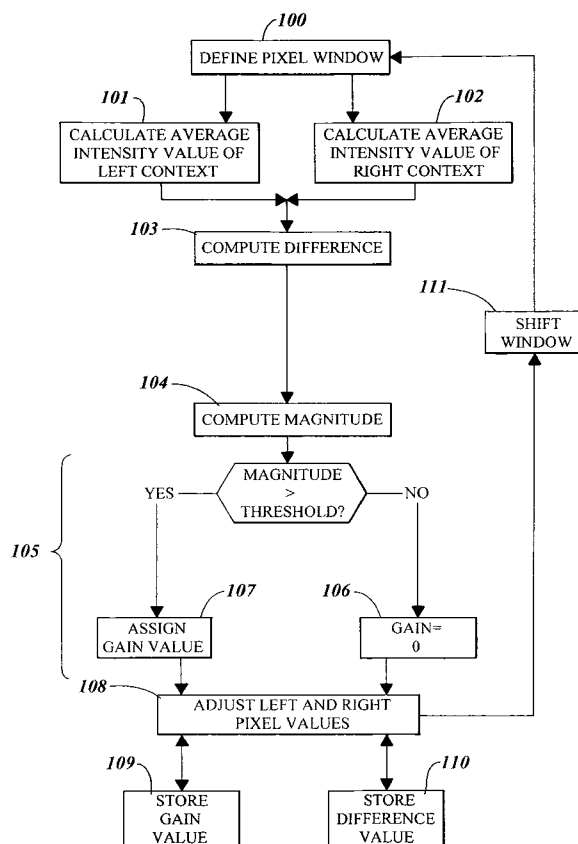 100
DEFINE PIXEL WINDOW
101
102
CALCULATE AVERAGE
INTENSITY VALUE OF
LEFT CONTEXT
CALCULATE AVERAGE
INTENSITY VALUE OF
RIGHT CONTEXT
103
COMPUTE DIFFERENCE
111
SHIFT
WINDOW
104
COMPUTE MAGNITUDE
MAGNITUDE
>
THRESHOLD?
YES
NO
105
107
106
ASSIGN
GAIN VALUE
GAIN=
0
108
ADJUST LEFT AND RIGHT
PIXEL VALUES
109
110
STORE
GAIN
VALUE
STORE
DIFFERENCE
VALUE